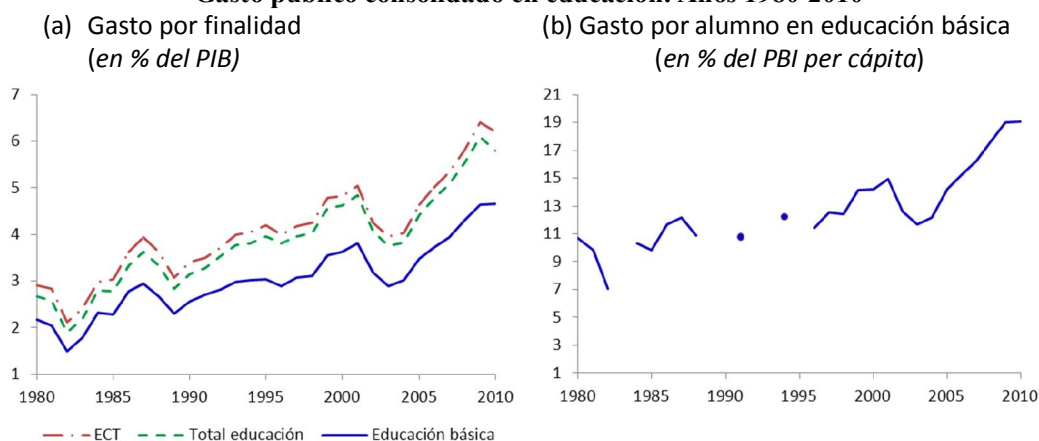 Gasto público consolidado en educación. Años 1980-2010
(a) Gasto por finalidad
(en % del PIB)
(b) Gasto por alumno en educación básica
(en % del PBI per cápita)
7
6
5
4
3
2
1
1980 1985 1990 1995 2000 2005 2010
ECT Total educación Educación básica
21
19
17
15
13
11
9
7
5
3
1
1980 1985 1990 1995 2000 2005 2010